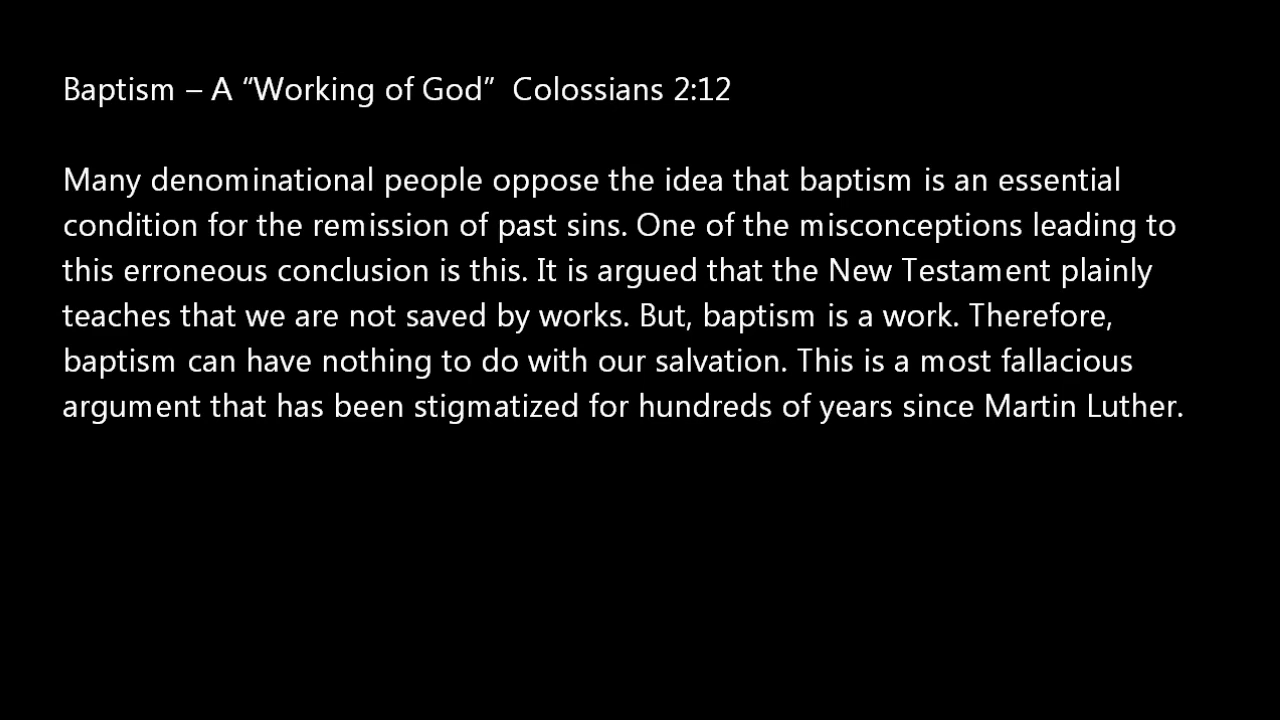 Baptism – A “Working of God”  Colossians 2:12
Many denominational people oppose the idea that baptism is an essential
condition for the remission of past sins. One of the misconceptions leading to
this erroneous conclusion is this. It is argued that the New Testament plainly
teaches that we are not saved by works. But, baptism is a work. Therefore,
baptism can have nothing to do with our salvation. This is a most fallacious
argument that has been stigmatized for hundreds of years since Martin Luther.